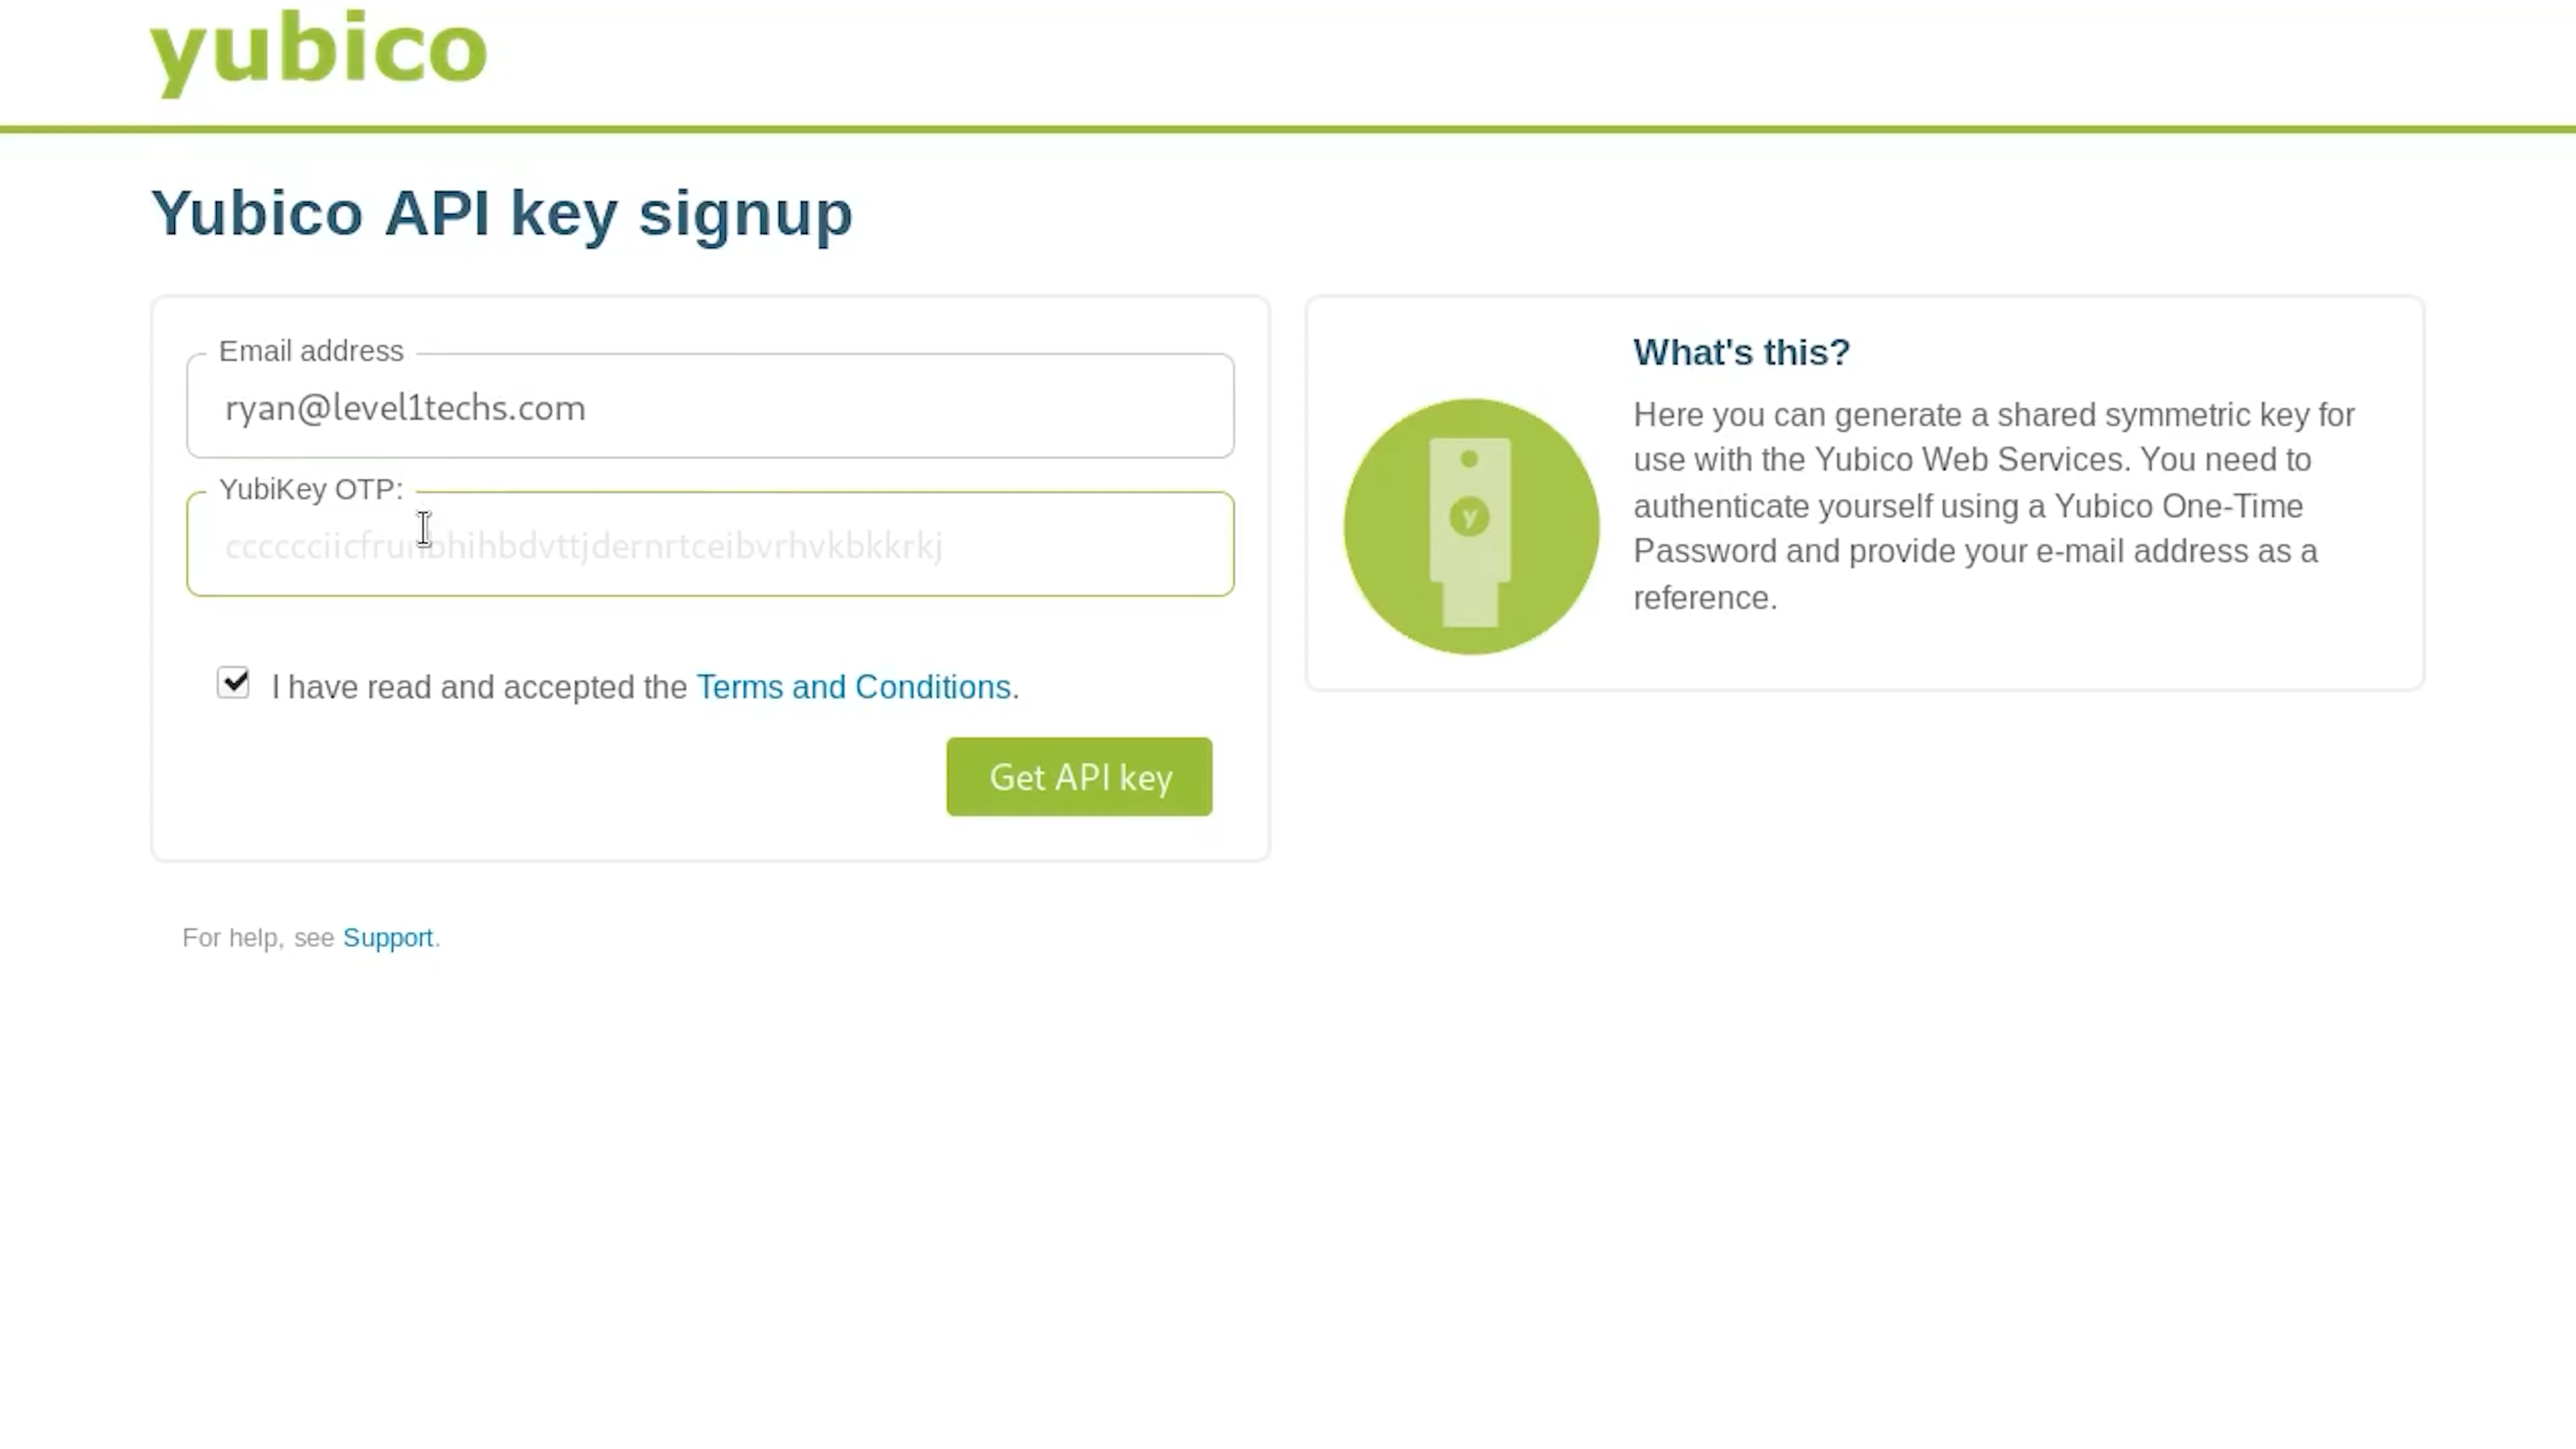 yubico
Yubico API key signup
Email address
ryan@level1techs.com
YubiKey OTP:
I have read and accepted the Terms and Conditions.
Get API key
For help, see Support.
What's this?
Here you can generate a shared symmetric key for
use with the Yubico Web Services. You need to
authenticate yourself using a Yubico One-Time
Password and provide your e-mail address as a
reference.
y